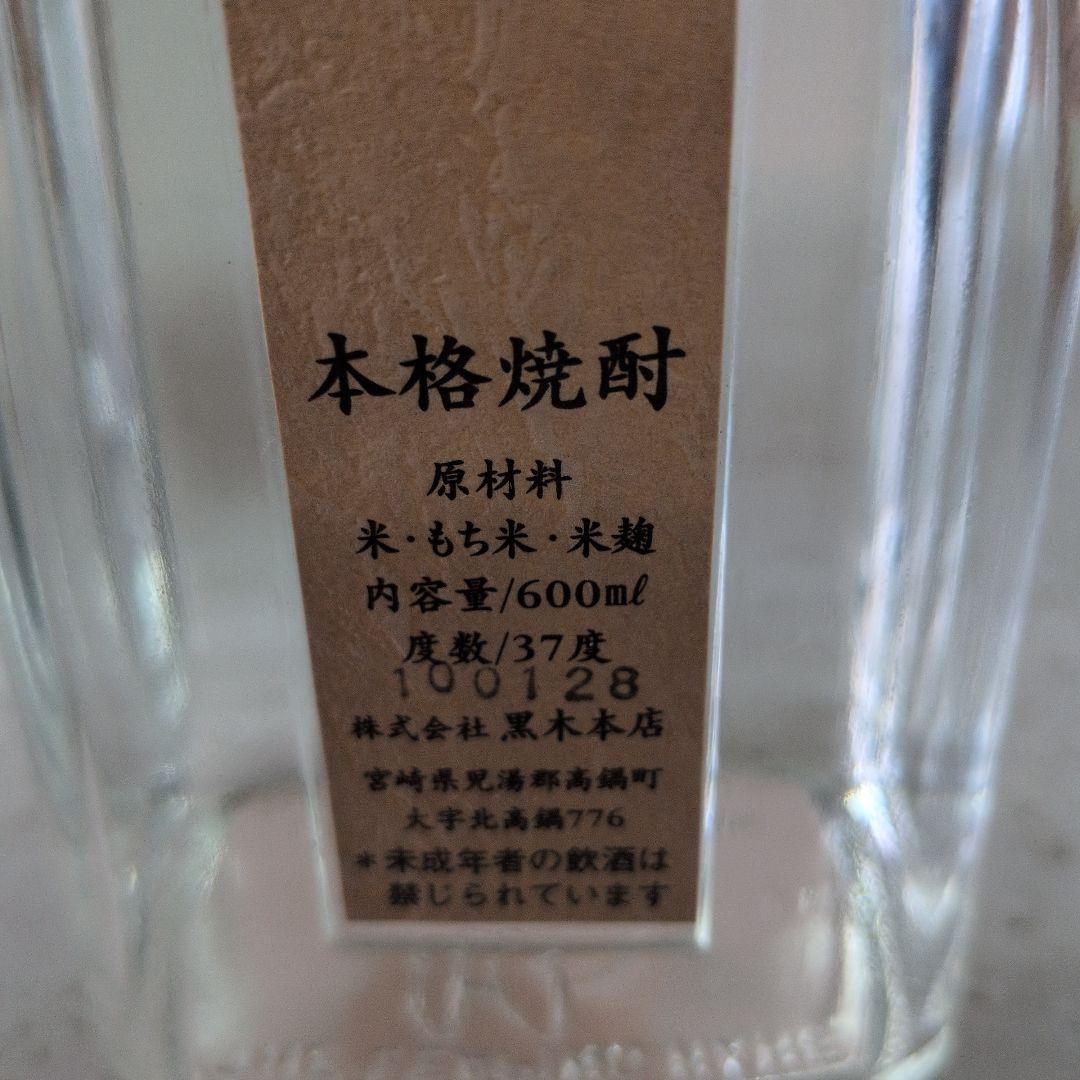 本格焼酎
原材料
米・もち米・米麹
内容量/600㎖
度数/37度
100128
株式会社 黒木本店
宮崎県児湯郡高鍋町
大字北高鍋776
*未成年者の飲酒は
禁じられています